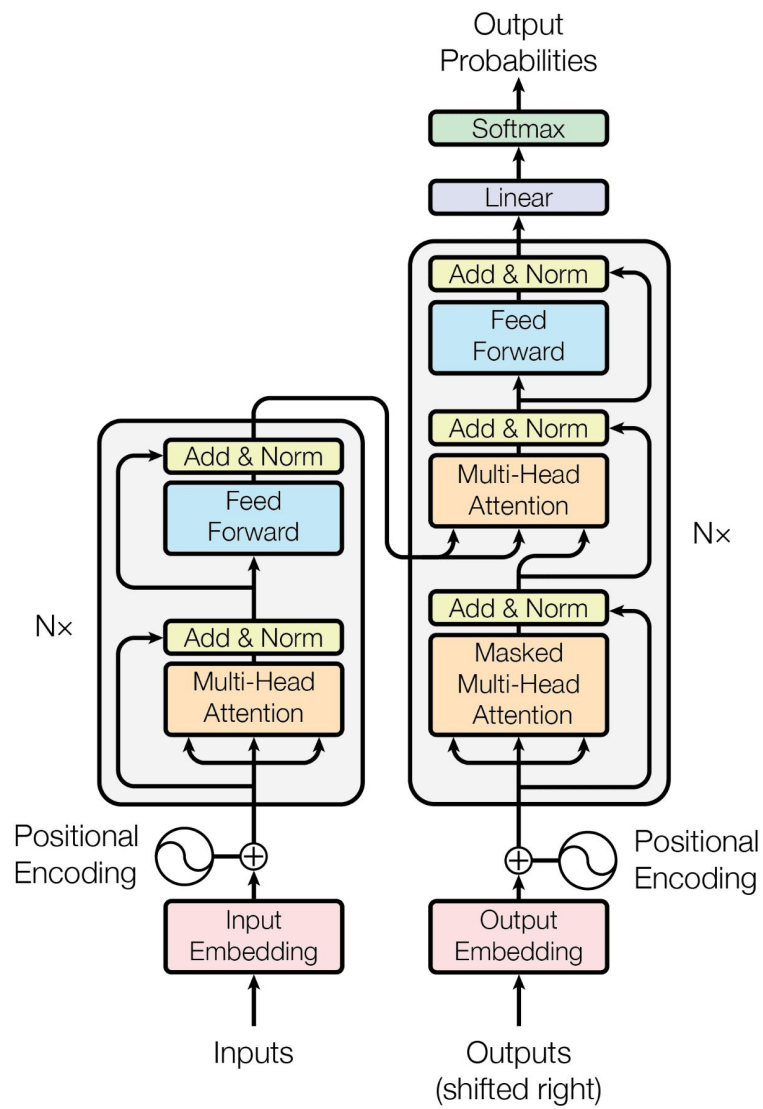 Output
Probabilities
Softmax
Linear
Add & Norm
Feed
Forward
Add & Norm
Multi-Head
Attention
Add & Norm
Masked
Multi-Head
Attention
N×
Positional
Encoding
Output
Embedding
Outputs
(shifted right)
Add & Norm
Feed
Forward
Add & Norm
Multi-Head
Attention
N×
Positional
Encoding
Input
Embedding
Inputs